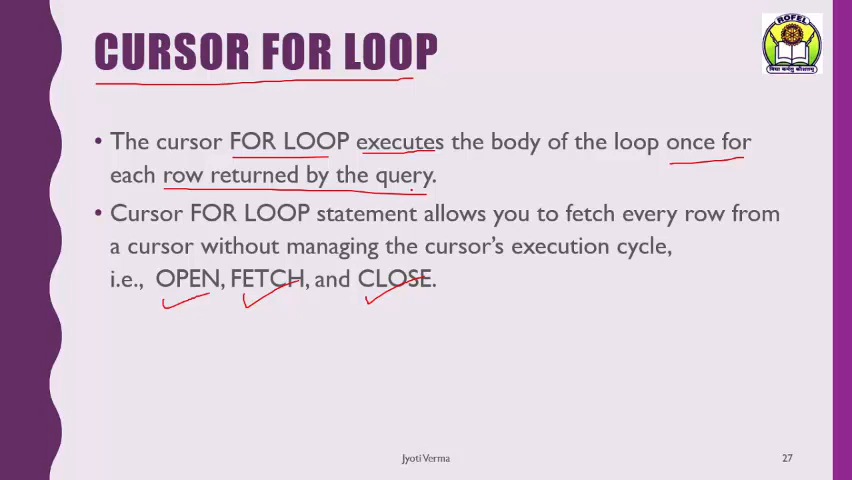 CURSOR FOR LOOP
ROFEL
• The cursor FOR LOOP executes the body of the loop once for
each row returned by the query.
• Cursor FOR LOOP statement allows you to fetch every row from
a cursor without managing the cursor's execution cycle,
i.e., OPEN, FETCH, and CLOSE.
Jyoti Verma
27